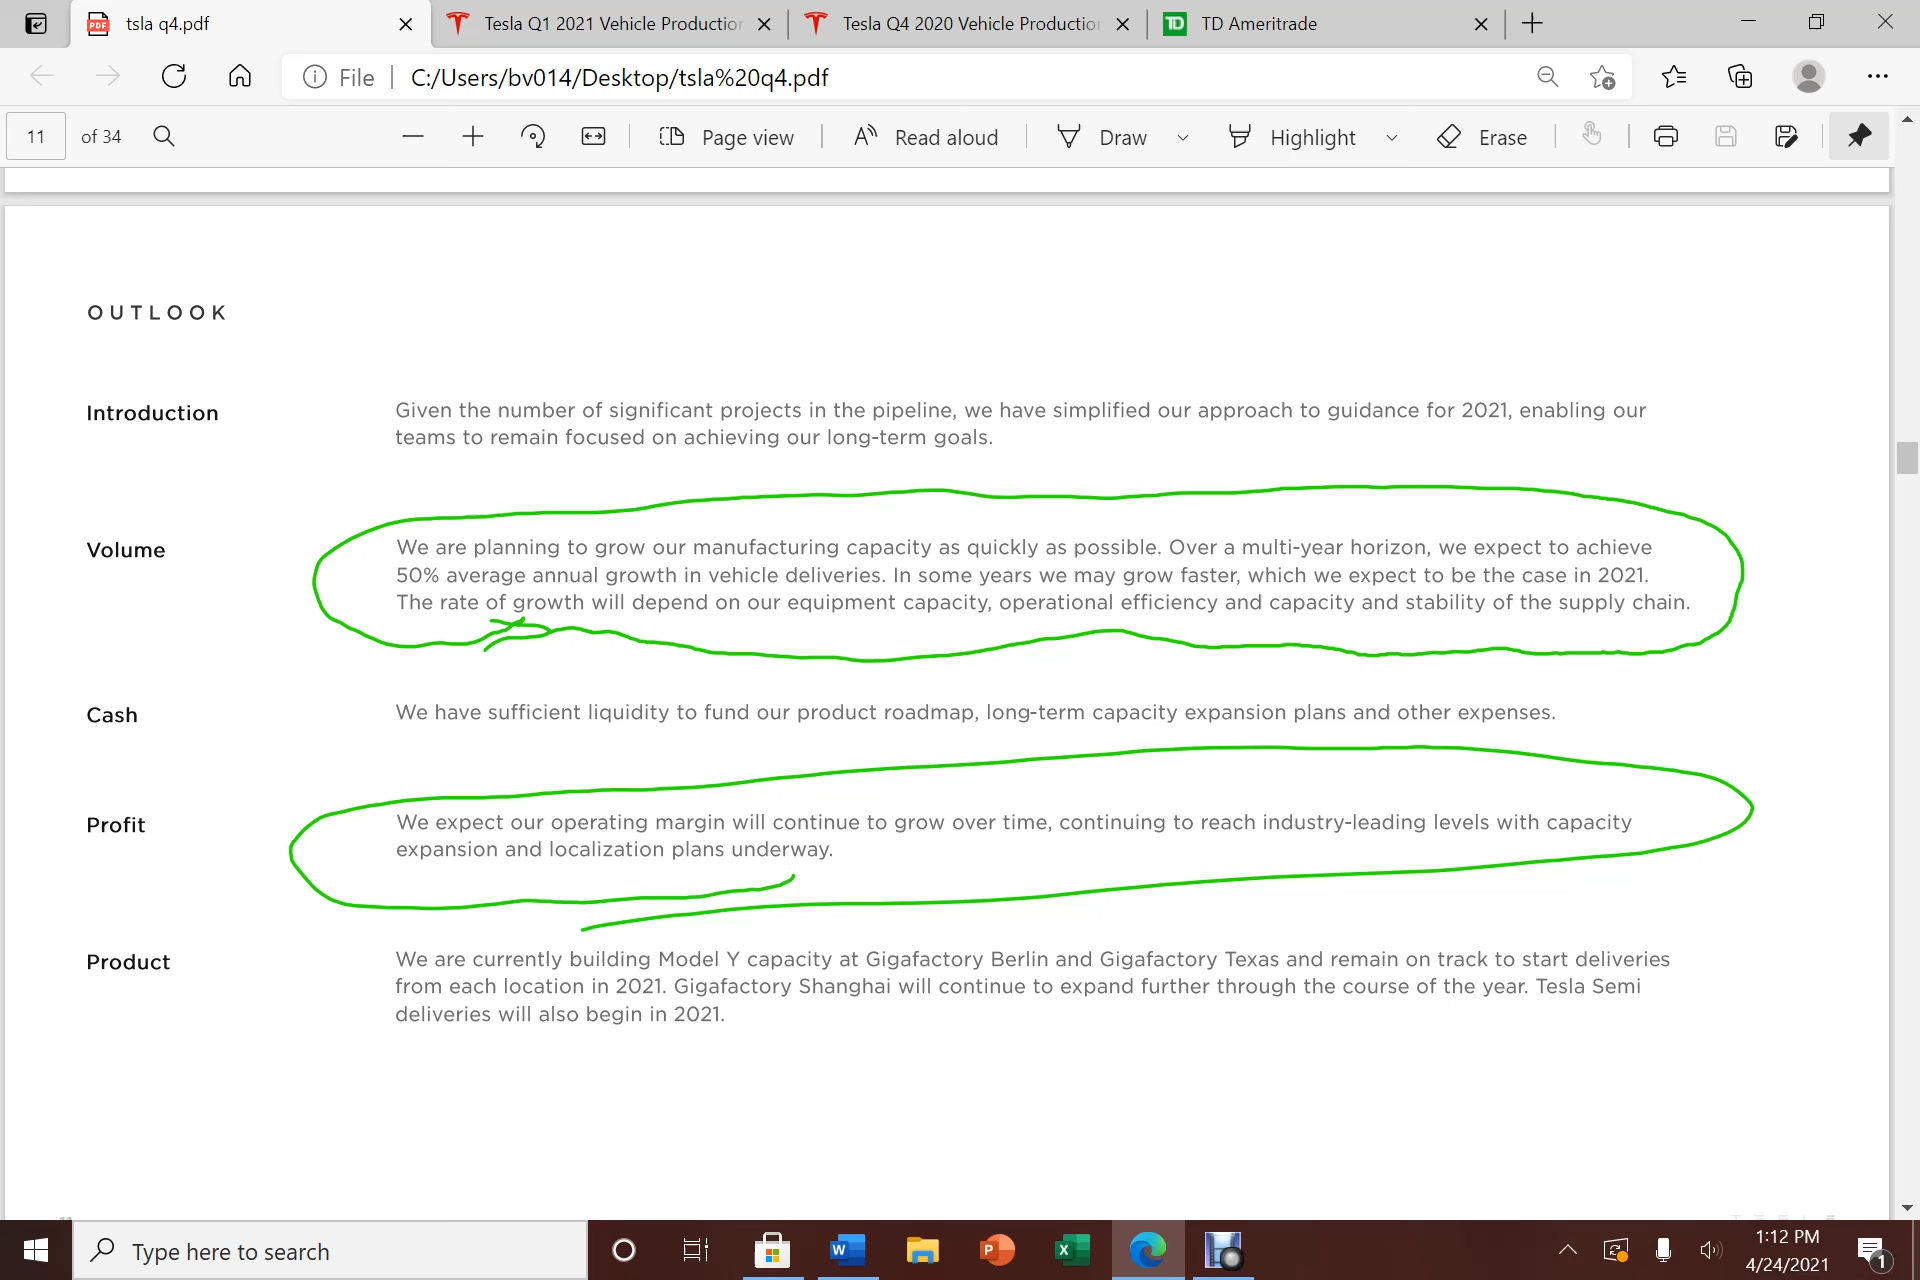 tsla q4.pdf
Tesla Q1 2021 Vehicle Production
Tesla Q4 2020 Vehicle Production
TD TD Ameritrade
File C:/Users/bv014/Desktop/tsla%20q4.pdf
11 of 34 Page view Read aloud Draw Highlight Erase
OUTLOOK
Introduction
Given the number of significant projects in the pipeline, we have simplified our approach to guidance for 2021, enabling our
teams to remain focused on achieving our long-term goals.
Volume
We are planning to grow our manufacturing capacity as quickly as possible. Over a multi-year horizon, we expect to achieve
50% average annual growth in vehicle deliveries. In some years we may grow faster, which we expect to be the case in 2021.
The rate of growth will depend on our equipment capacity, operational efficiency and capacity and stability of the supply chain.
Cash
We have sufficient liquidity to fund our product roadmap, long-term capacity expansion plans and other expenses.
Profit
We expect our operating margin will continue to grow over time, continuing to reach industry-leading levels with capacity
expansion and localization plans underway.
Product
We are currently building Model Y capacity at Gigafactory Berlin and Gigafactory Texas and remain on track to start deliveries
from each location in 2021. Gigafactory Shanghai will continue to expand further through the course of the year. Tesla Semi
deliveries will also begin in 2021.
Type here to search
1:12 PM
4/24/2021
1